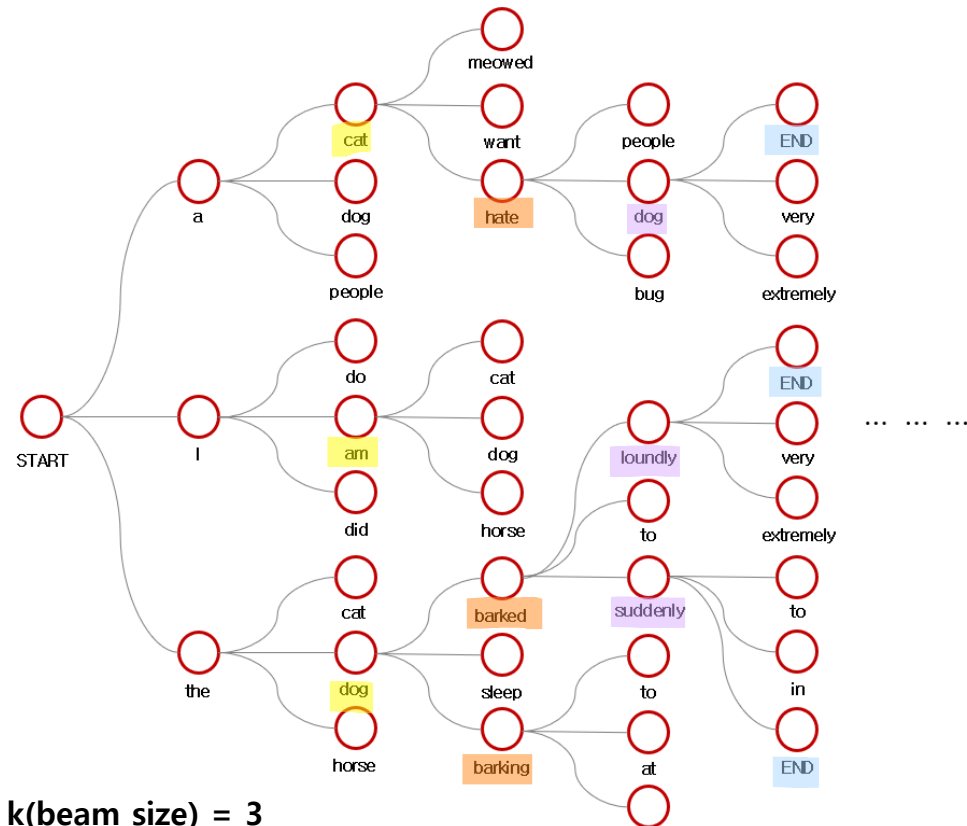 meowed
cat
want
people
END
a
dog
hate
dog
very
people
bug
extremely
do
cat
END
START
I
am
dog
loundly
very
... ... ...
did
horse
to
extremely
cat
barked
suddenly
to
the
dog
sleep
to
in
horse
barking
at
END
k(beam size) = 3